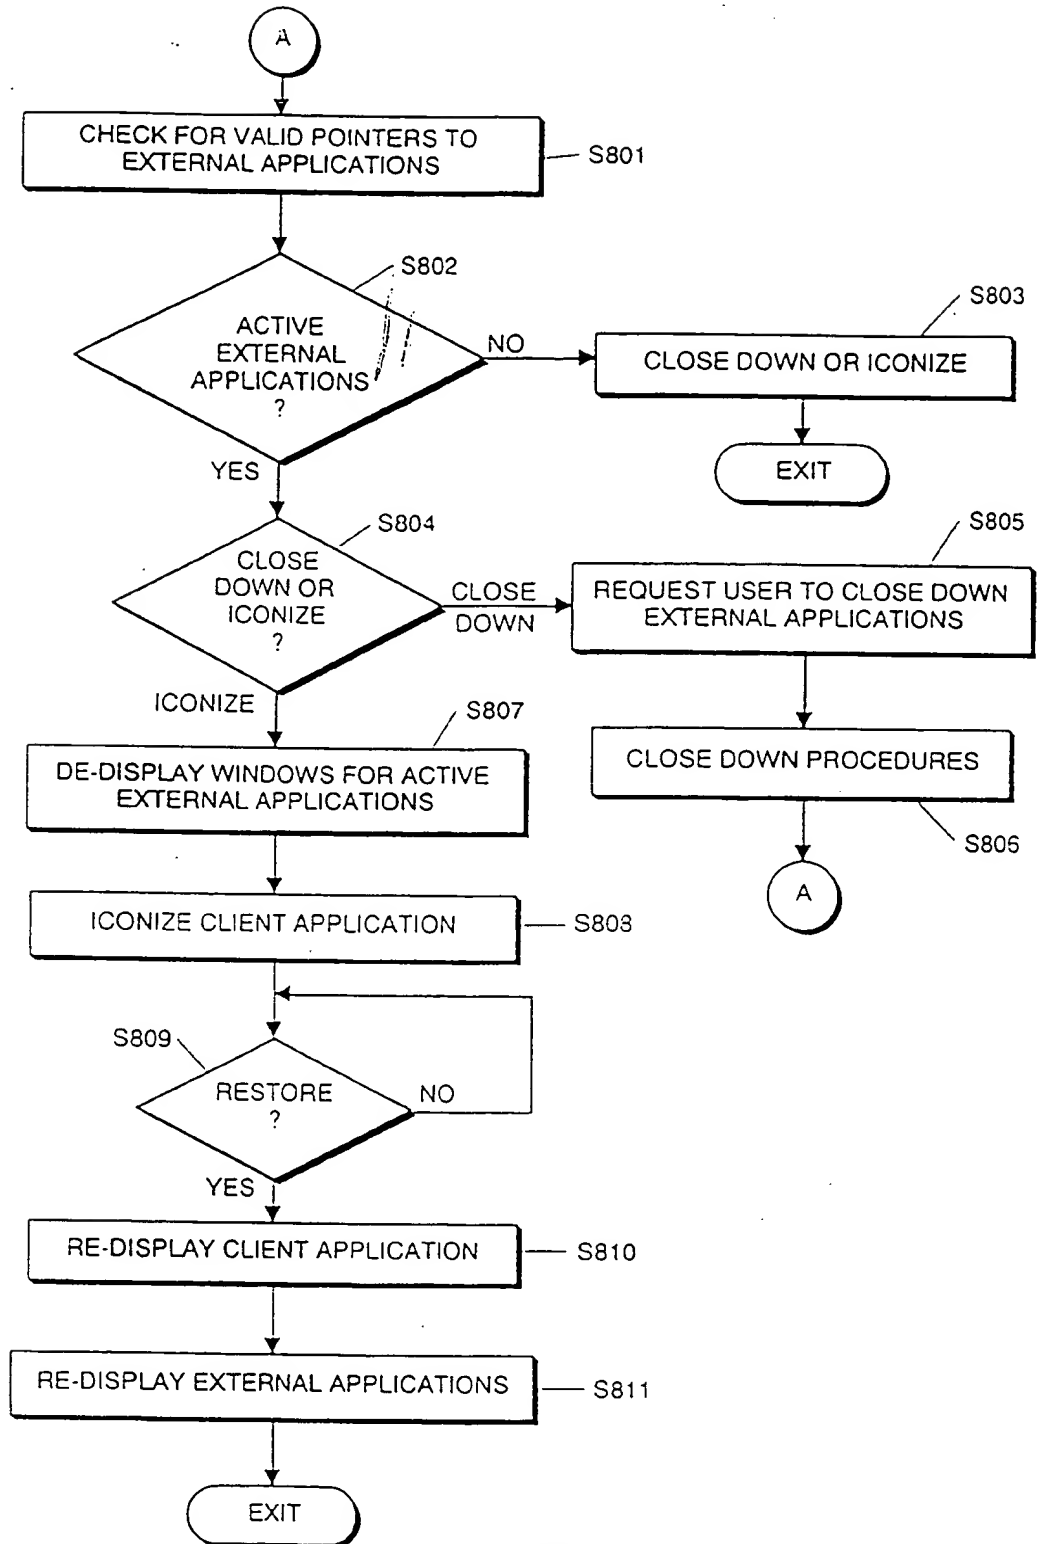 A
CHECK FOR VALID POINTERS TO
EXTERNAL APPLICATIONS
S801
S802
ACTIVE
EXTERNAL
APPLICATIONS
?
NO
S803
CLOSE DOWN OR ICONIZE
EXIT
YES
S804
CLOSE
DOWN OR
ICONIZE
?
CLOSE
DOWN
S805
REQUEST USER TO CLOSE DOWN
EXTERNAL APPLICATIONS
CLOSE DOWN PROCEDURES
S806
A
ICONIZE
S807
DE-DISPLAY WINDOWS FOR ACTIVE
EXTERNAL APPLICATIONS
ICONIZE CLIENT APPLICATION
S808
S809
RESTORE
?
NO
YES
RE-DISPLAY CLIENT APPLICATION
S810
RE-DISPLAY EXTERNAL APPLICATIONS
S811
EXIT